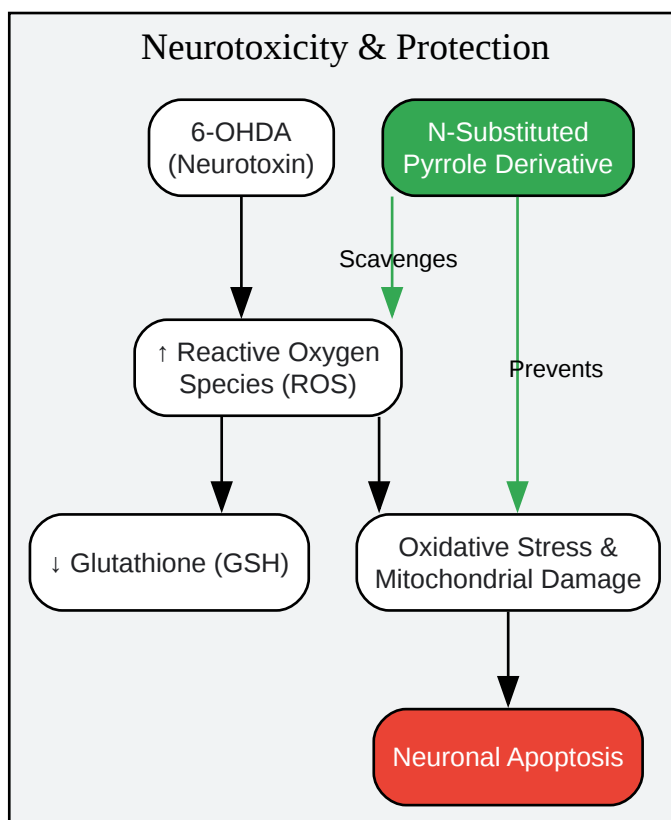 Neurotoxicity & Protection
6-OHDA
(Neurotoxin)
N-Substituted
Pyrrole Derivative
Scavenges
↑ Reactive Oxygen
Species (ROS)
Prevents
↓ Glutathione (GSH)
Oxidative Stress &
Mitochondrial Damage
Neuronal Apoptosis